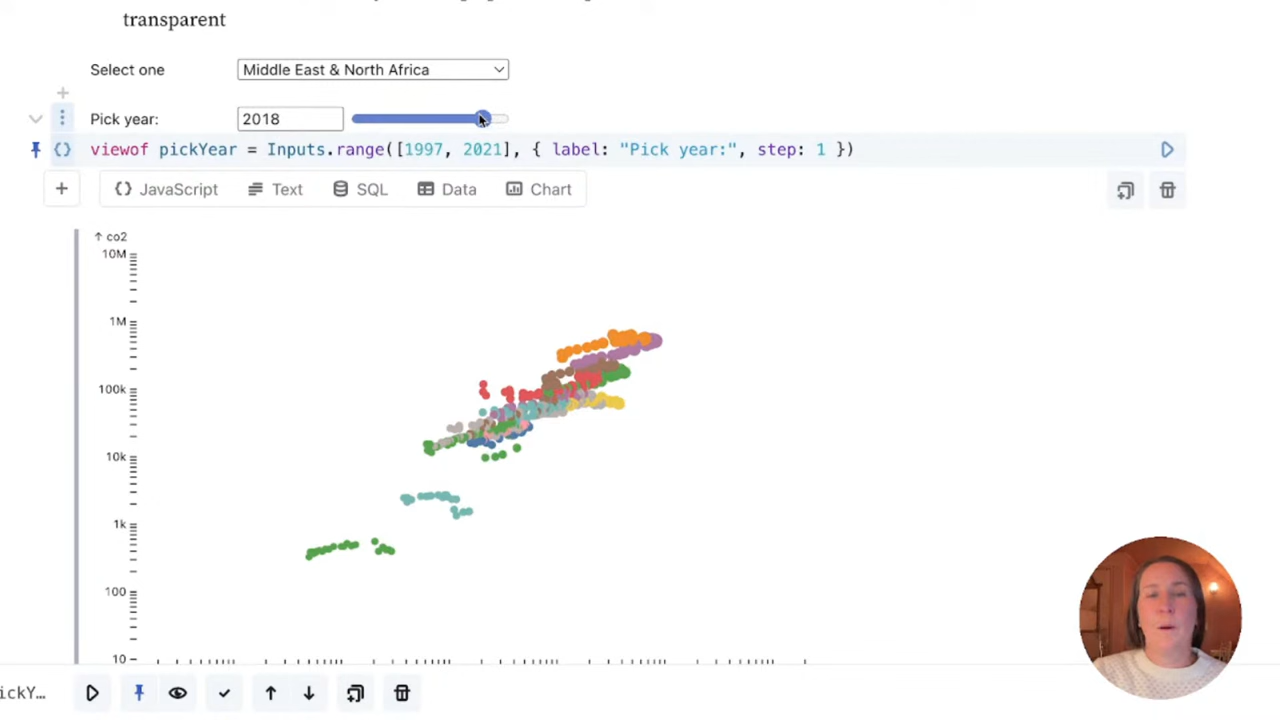 transparent
Select one
Middle East & North Africa
Pick year:
2018
viewof pickYear = Inputs.range([1997, 2021], { label: "Pick year:", step: 1 })
JavaScript
Text
SQL
Data
Chart
↑ co2
10M
1M
100k
10k
1k
100
10
ickY...